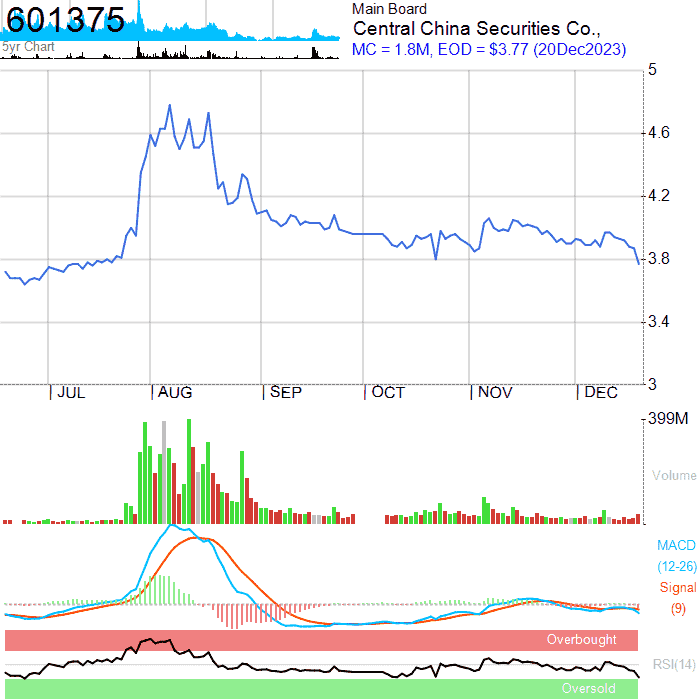 601375
5yr Chart
Main Board
Central China Securities Co.,
MC = 1.8M, EOD = $3.77 (20Dec2023)
5
4.6
4.2
3.8
3.4
3
JUL AUG SEP OCT NOV DEC
399M
Volume
MACD
(12-26)
Signal
(9)
Overbought
RSI(14)
Oversold